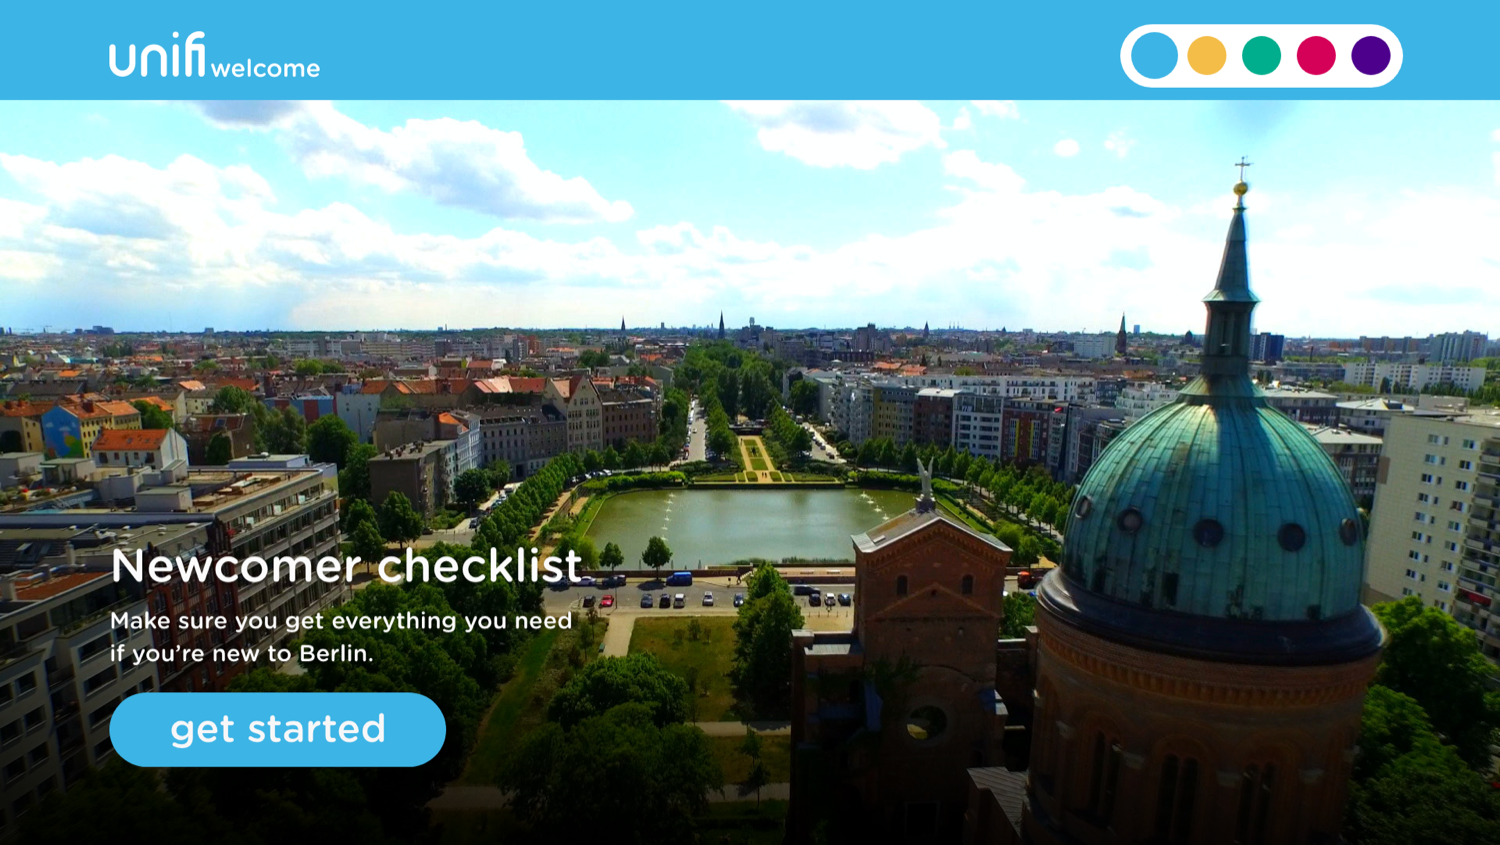 unifi welcome
Newcomer checklist
Make sure you get everything you need
if you’re new to Berlin.
get started